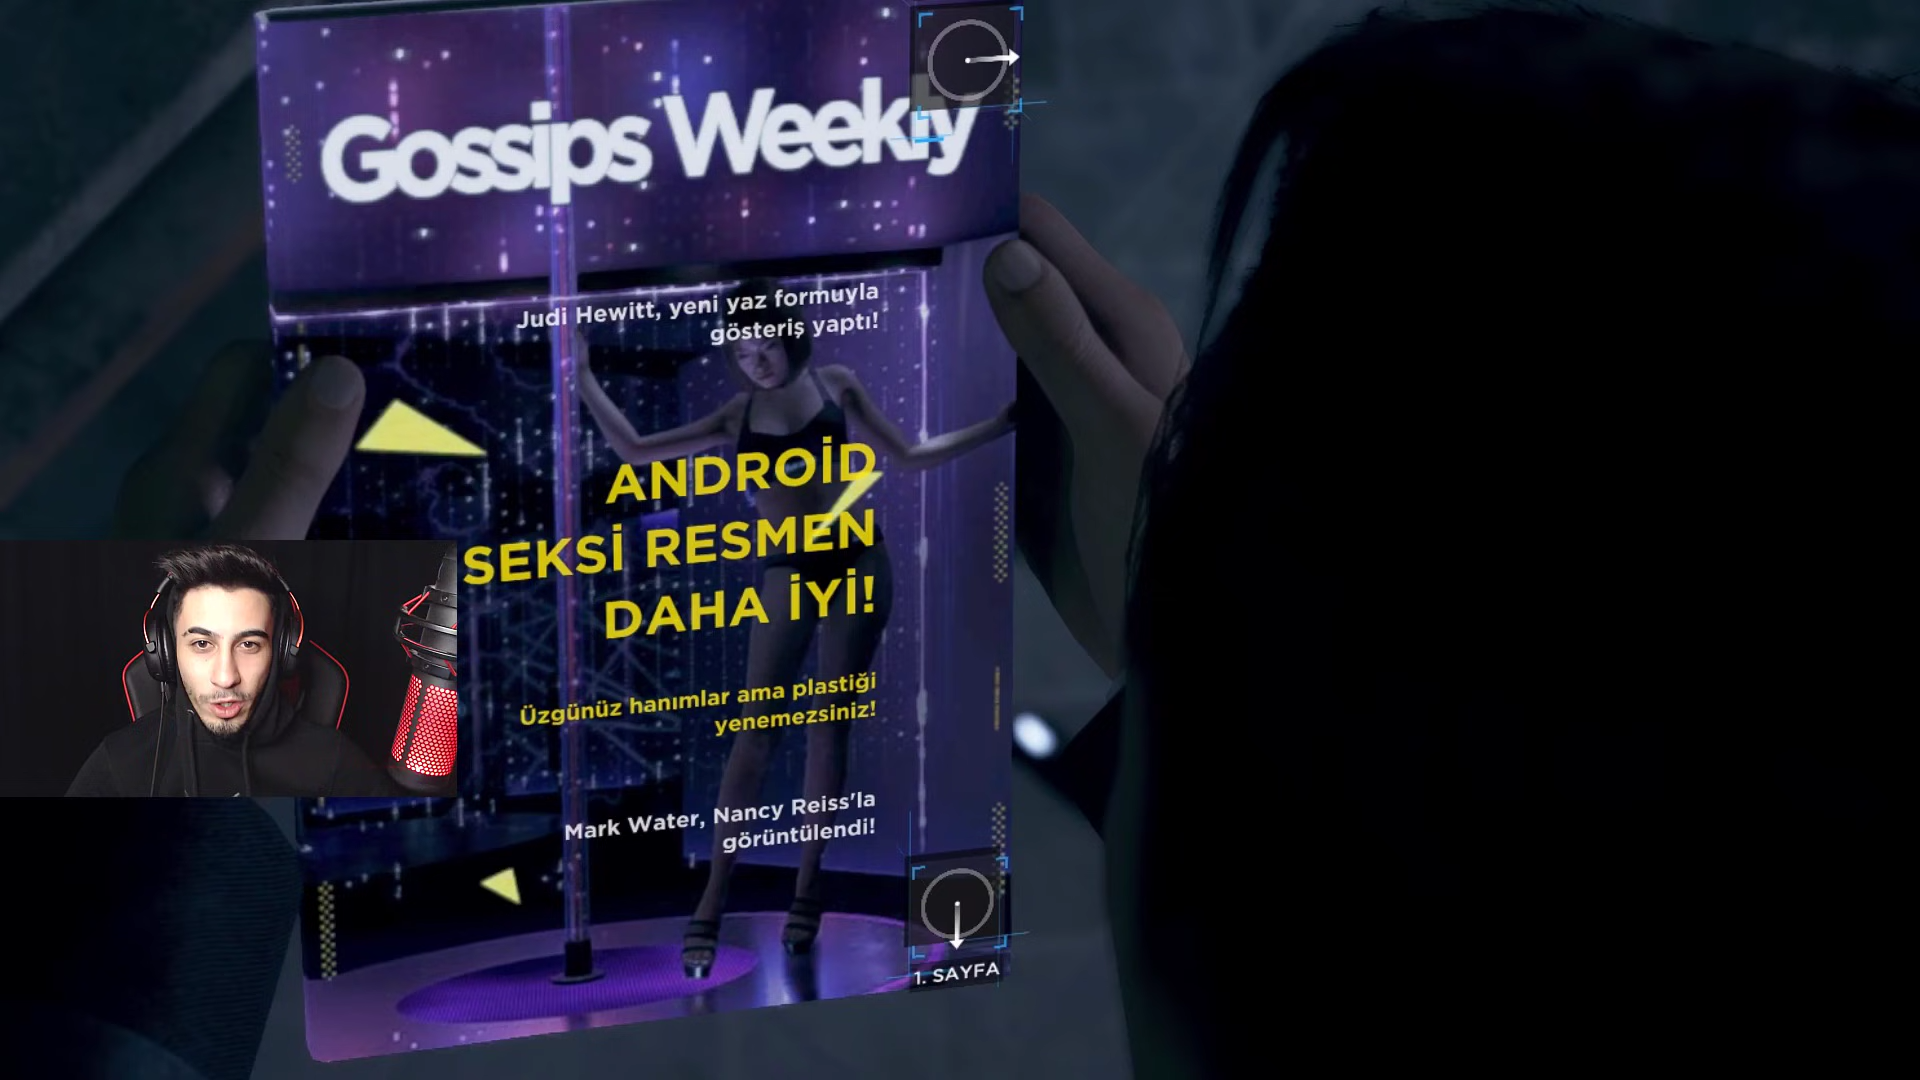 Gossips Weekly
Judi Hewitt, yeni yaz formuyla
gösteriş yaptı!
ANDROİD
SEKSİ RESMEN
DAHA İYİ!
Üzgünüz hanımlar ama plastiği
yenemezsiniz!
Mark Water, Nancy Reiss'la
görüntülendi!
1. SAYFA